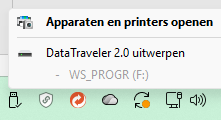 Apparaten en printers openen
DataTraveler 2.0 uitwerpen
- WS_PROGR (F:)